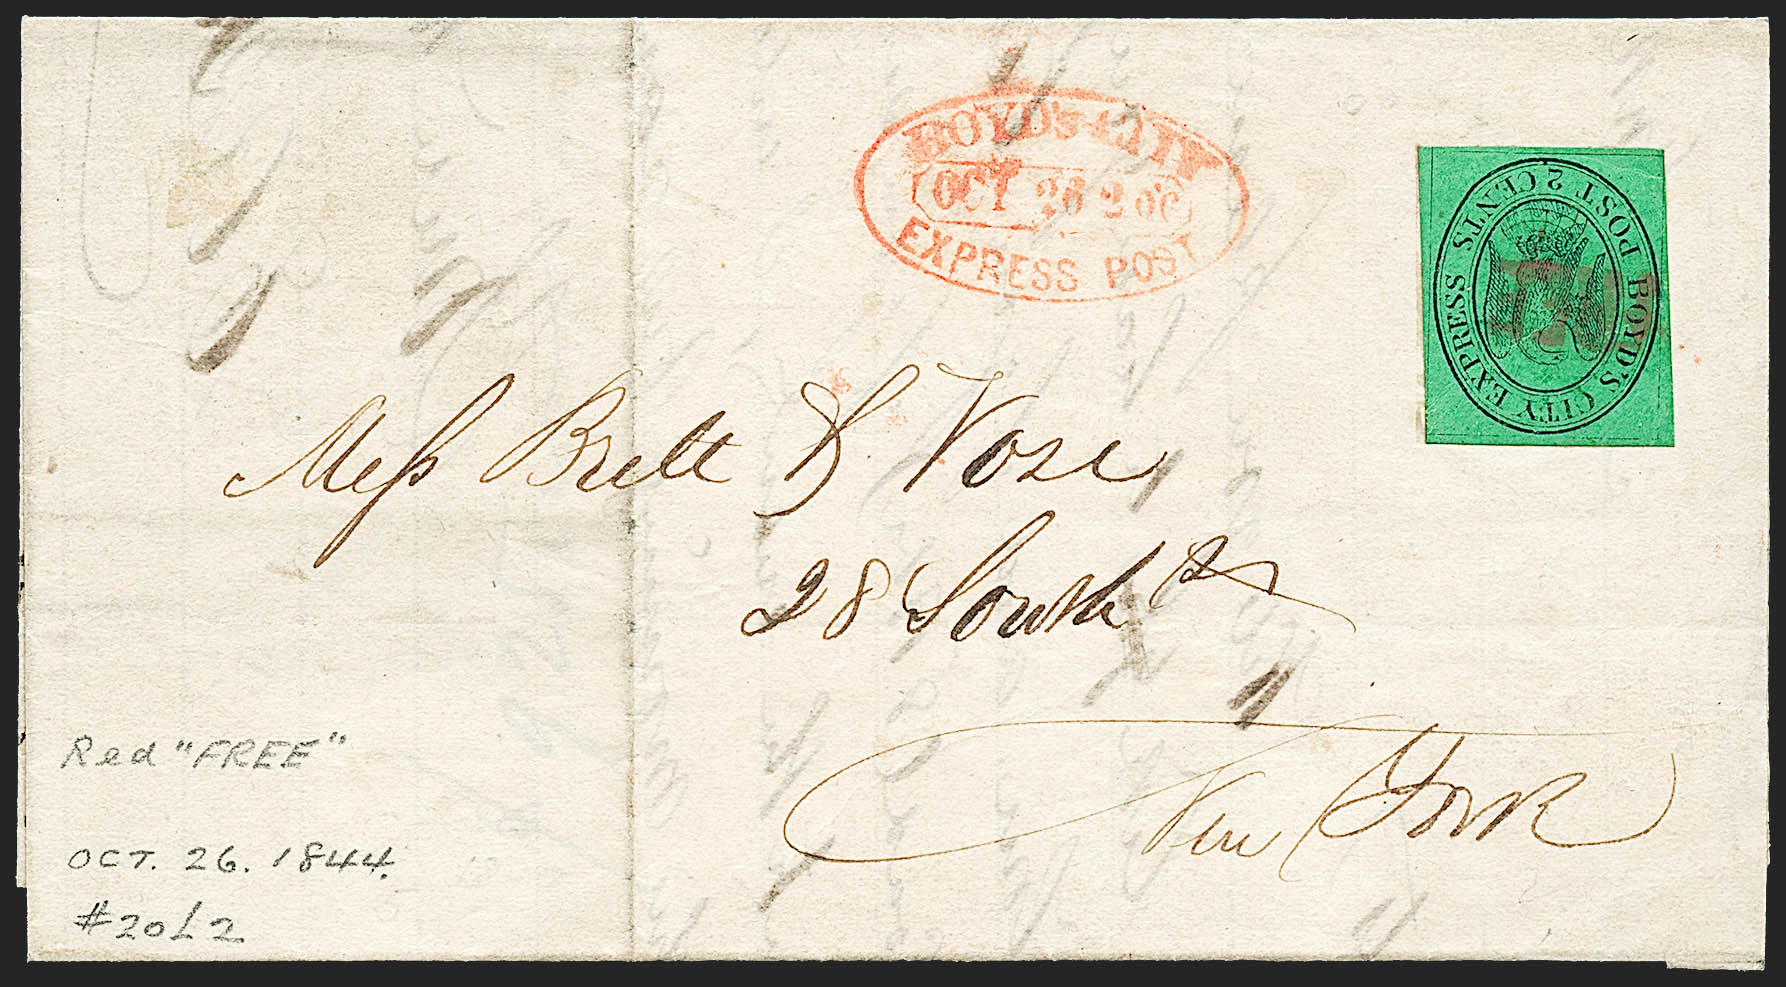 BOYD'S CITY
OCT 26 2 oC
EXPRESS POST
BOYD'S CITY EXPRESS POST 2 CENTS
Mess Brett & Vose
28 South St
New York
Red "FREE"
OCT. 26. 1844.
#20L2